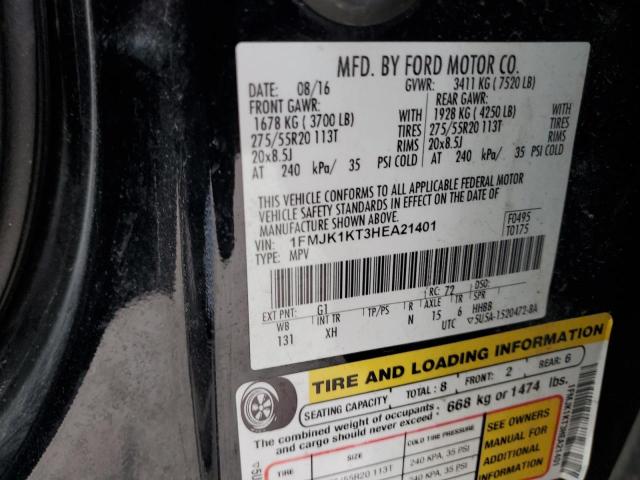 MFD. BY FORD MOTOR CO.
DATE: 08/16 GVWR: 3411 KG ( 7520 LB)
FRONT GAWR: REAR GAWR:
1678 KG ( 3700 LB) WITH 1928 KG ( 4250 LB) WITH
275/55R20 113T TIRES 275/55R20 113T TIRES
20x8.5J RIMS 20x8.5J RIMS
AT 240 kPa/ 35 PSI COLD AT 240 kPa/ 35 PSI COLD
THIS VEHICLE CONFORMS TO ALL APPLICABLE FEDERAL MOTOR
VEHICLE SAFETY STANDARDS IN EFFECT ON THE DATE OF
MANUFACTURE SHOWN ABOVE.
VIN: 1FMJK1KT3HEA21401 F0495
TYPE: MPV T0175
EXT PNT: G1 RC: 72 DSO:
WB INT TR TP/PS R AXLE TR SPR
131 XH N 15 6 HHBB
UTC ▽5U5A-1520472-BA
TIRE AND LOADING INFORMATION
SEATING CAPACITY TOTAL : 8 FRONT: 2 REAR: 6
The combined weight of occupants
and cargo should never exceed : 668 kg or 1474 lbs.
TIRE SIZE COLD TIRE PRESSURE
/55R20 113T 240 KPA, 35 PSI
240 KPA, 35 PSI
SEE OWNERS
MANUAL FOR
ADDITIONAL
INFORMATION